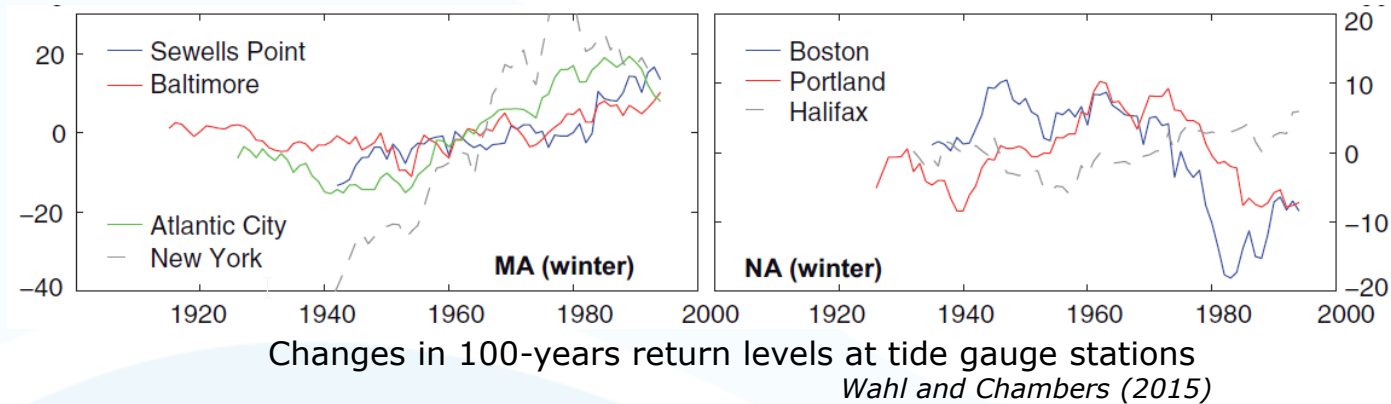 20
0
−20
−40
Sewells Point
Baltimore
Atlantic City
New York
MA (winter)
1920
1940
1960
1980
2000
Boston
Portland
Halifax
NA (winter)
1920
1940
1960
1980
2000
20
10
0
−10
−20
Changes in 100-years return levels at tide gauge stations
Wahl and Chambers (2015)